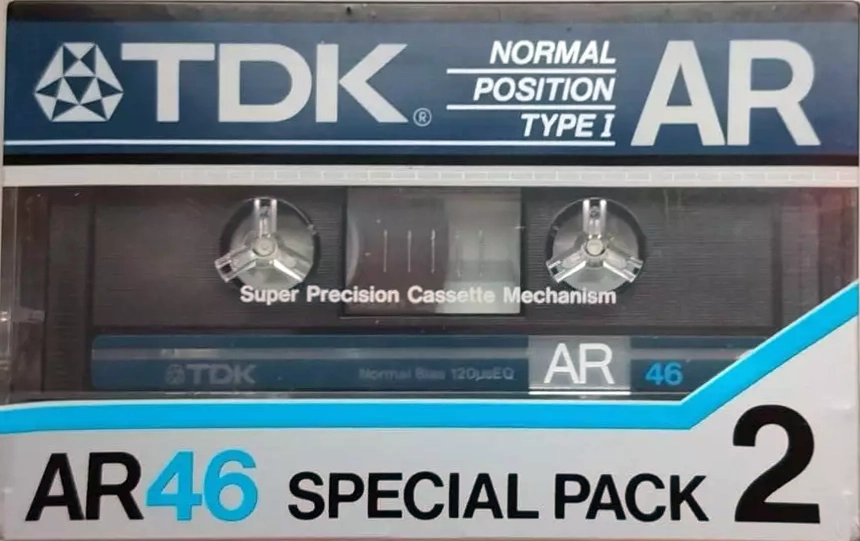 TDK® NORMAL POSITION TYPE I AR
Super Precision Cassette Mechanism
TDK Normal Bias 120μsEQ AR 46
AR46 SPECIAL PACK 2